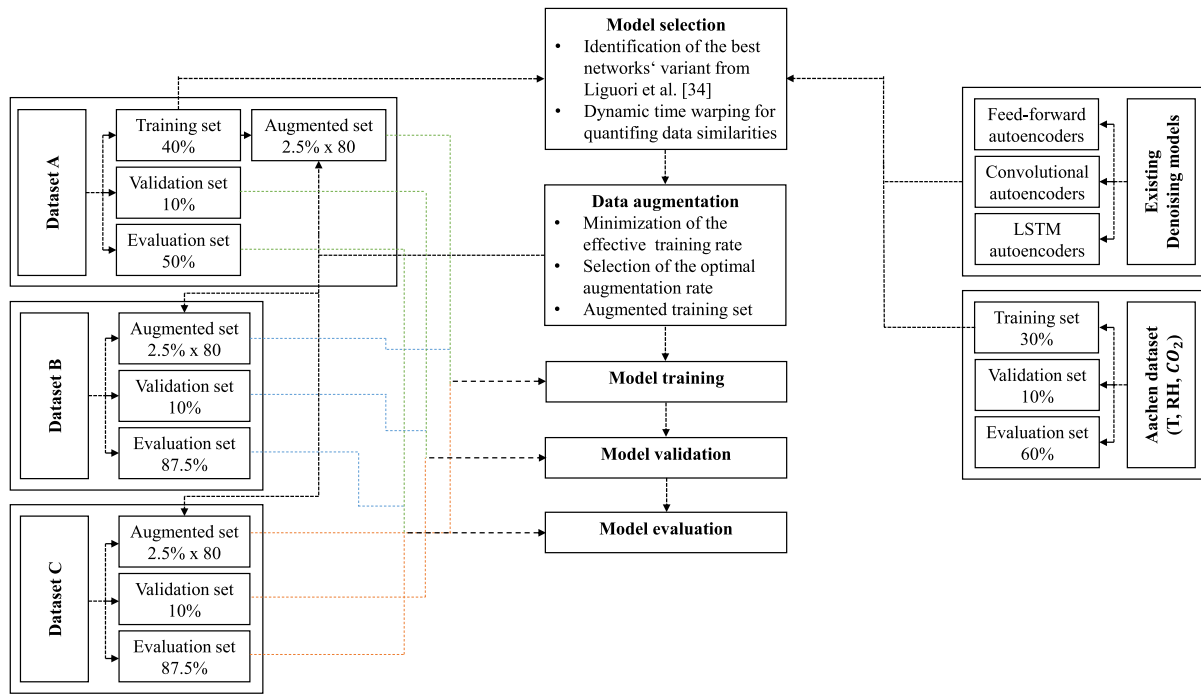 Model selection
• Identification of the best
networks‘ variant from
Liguori et al. [34]
• Dynamic time warping for
quantifing data similarities
Dataset A
Training set
40%
Augmented set
2.5% x 80
Validation set
10%
Evaluation set
50%
Data augmentation
• Minimization of the
effective training rate
• Selection of the optimal
augmentation rate
• Augmented training set
Feed-forward
autoencoders
Convolutional
autoencoders
LSTM
autoencoders
Existing
Denoising models
Dataset B
Augmented set
2.5% x 80
Validation set
10%
Evaluation set
87.5%
Model training
Model validation
Model evaluation
Training set
30%
Validation set
10%
Evaluation set
60%
Aachen dataset
(T, RH, CO₂)
Dataset C
Augmented set
2.5% x 80
Validation set
10%
Evaluation set
87.5%